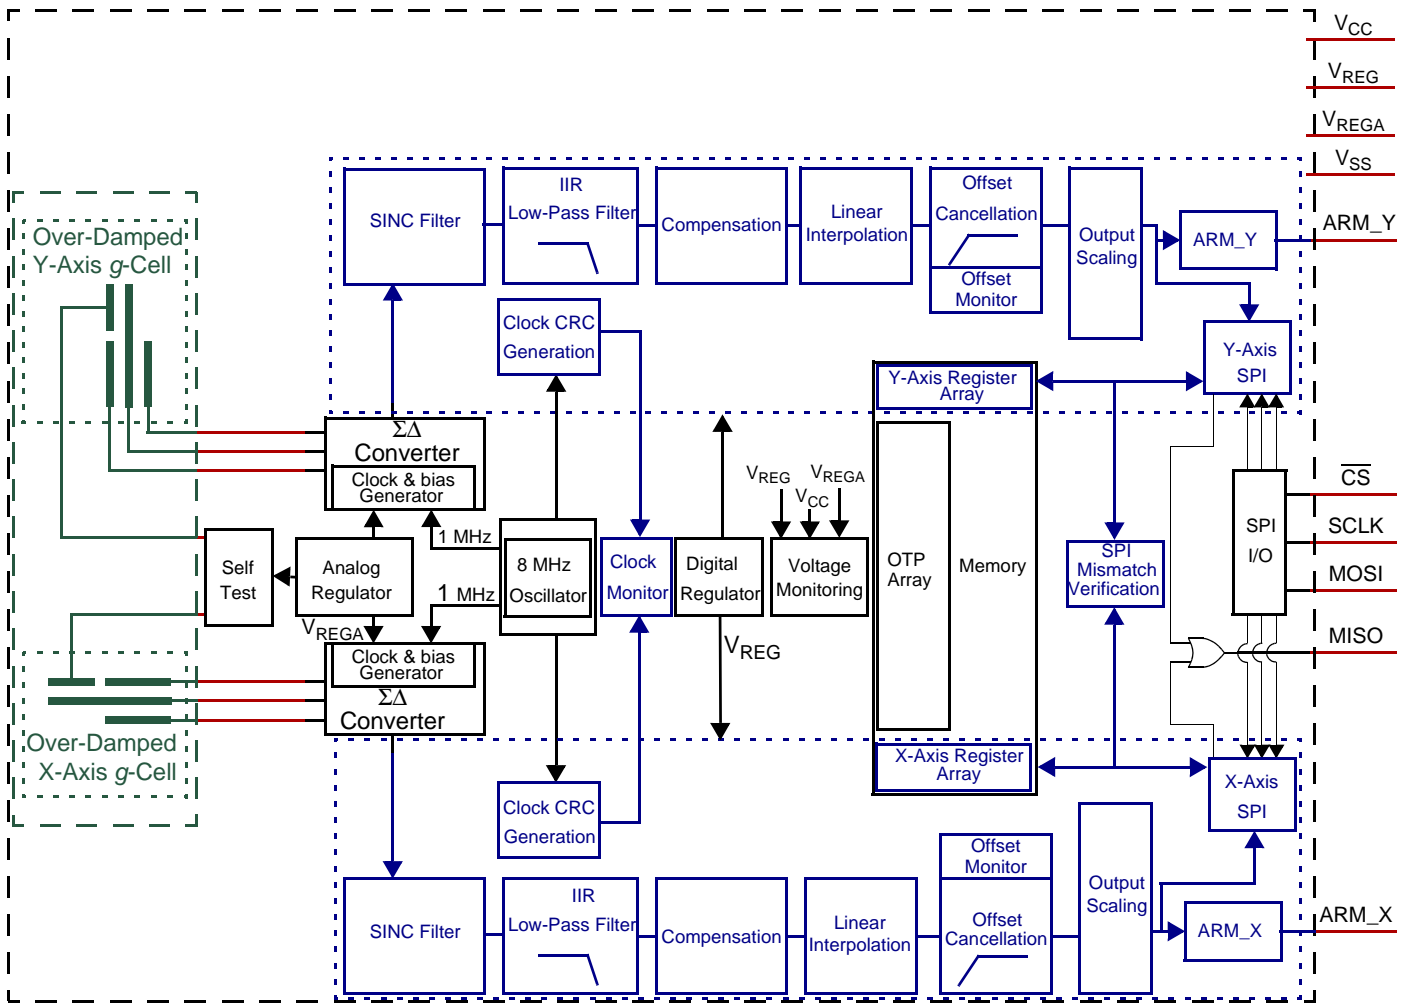 VCC
VREG
VREGA
VSS
ARM_Y
IIR
Low-Pass Filter
SINC Filter
Compensation
Linear
Interpolation
Offset
Cancellation
Offset
Monitor
Output
Scaling
ARM_Y
Over-Damped
Y-Axis g-Cell
Clock CRC
Generation
Y-Axis
SPI
Y-Axis Register
Array
ΣΔ
Converter
Clock & bias
Generator
VREG
VCC
VREGA
CS
SCLK
MOSI
MISO
SPI
I/O
1 MHz
1 MHz
Self
Test
Analog
Regulator
VREGA
8 MHz
Oscillator
Clock
Monitor
Digital
Regulator
VREG
Voltage
Monitoring
OTP
Array
Memory
SPI
Mismatch
Verification
Clock & bias
Generator
ΣΔ
Converter
Over-Damped
X-Axis g-Cell
X-Axis Register
Array
X-Axis
SPI
Clock CRC
Generation
Offset
Monitor
Offset
Cancellation
Output
Scaling
SINC Filter
IIR
Low-Pass Filter
Compensation
Linear
Interpolation
ARM_X
ARM_X